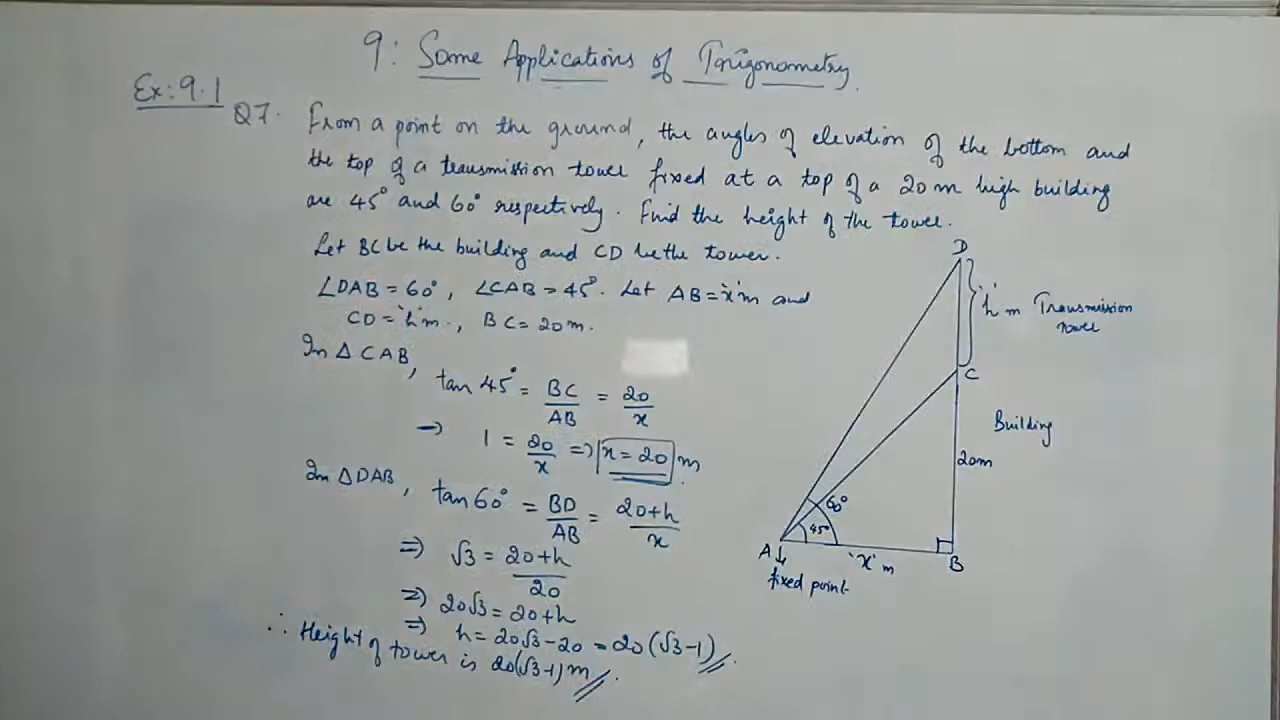 9: Some Applications of Trigonometry.
Ex: 9.1
Q7. From a point on the ground, the angles of elevation of the bottom and
the top of a transmission tower fixed at a top of a 20m high building
are 45° and 60° respectively. Find the height of the tower.
Let BC be the building and CD be the tower.
∠DAB = 60°, ∠CAB = 45°. Let AB = 'x'm and
CD = 'h'm., BC = 20m.
In △CAB,
tan 45° = BC/AB = 20/x
⇒ 1 = 20/x ⇒ x = 20 m.
In △DAB, tan 60° = BD/AB = 20+h/x
⇒ √3 = 20+h/20
⇒ 20√3 = 20+h
⇒ h = 20√3-20 = 20(√3-1)
∴ Height of tower is 20(√3-1)m.
D
'h' m Transmission
tower
C
Building
20m
60°
45°
A
'x' m
B
fixed point